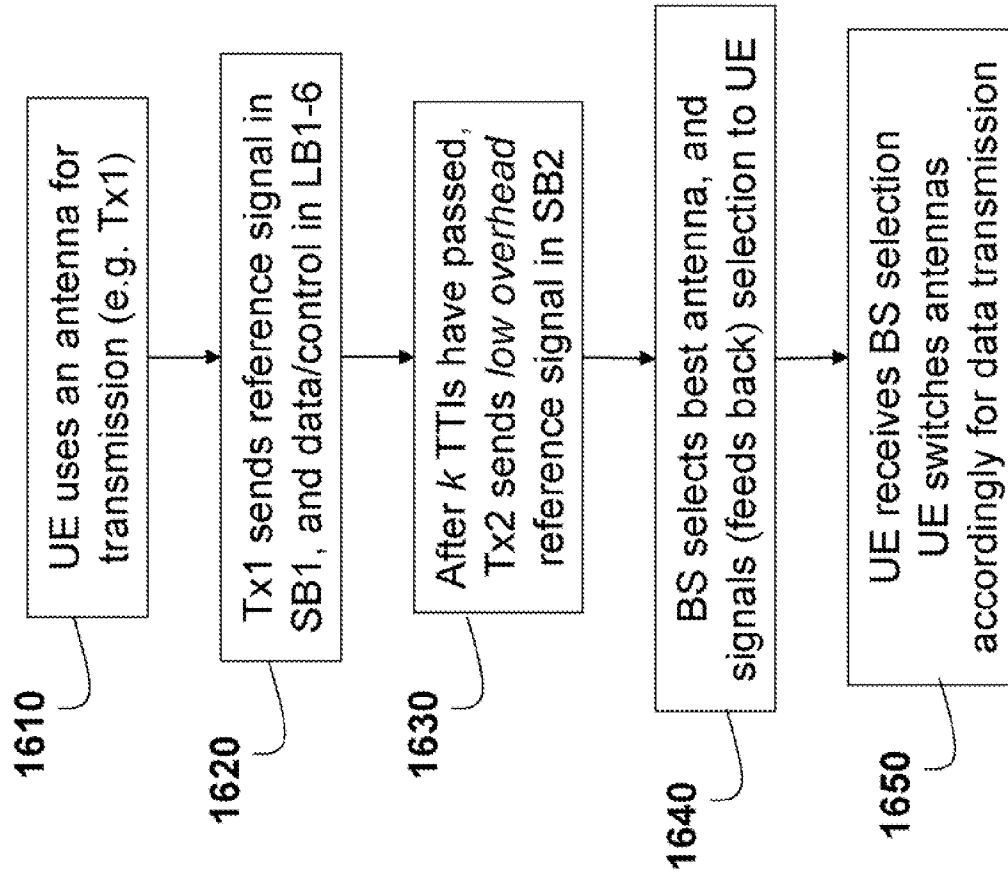 1610
UE uses an antenna for
transmission (e.g. Tx1)
1620
Tx1 sends reference signal in
SB1, and data/control in LB1-6
1630
After k TTIs have passed,
Tx2 sends low overhead
reference signal in SB2
1640
BS selects best antenna, and
signals (feeds back) selection to UE
1650
UE receives BS selection
UE switches antennas
accordingly for data transmission